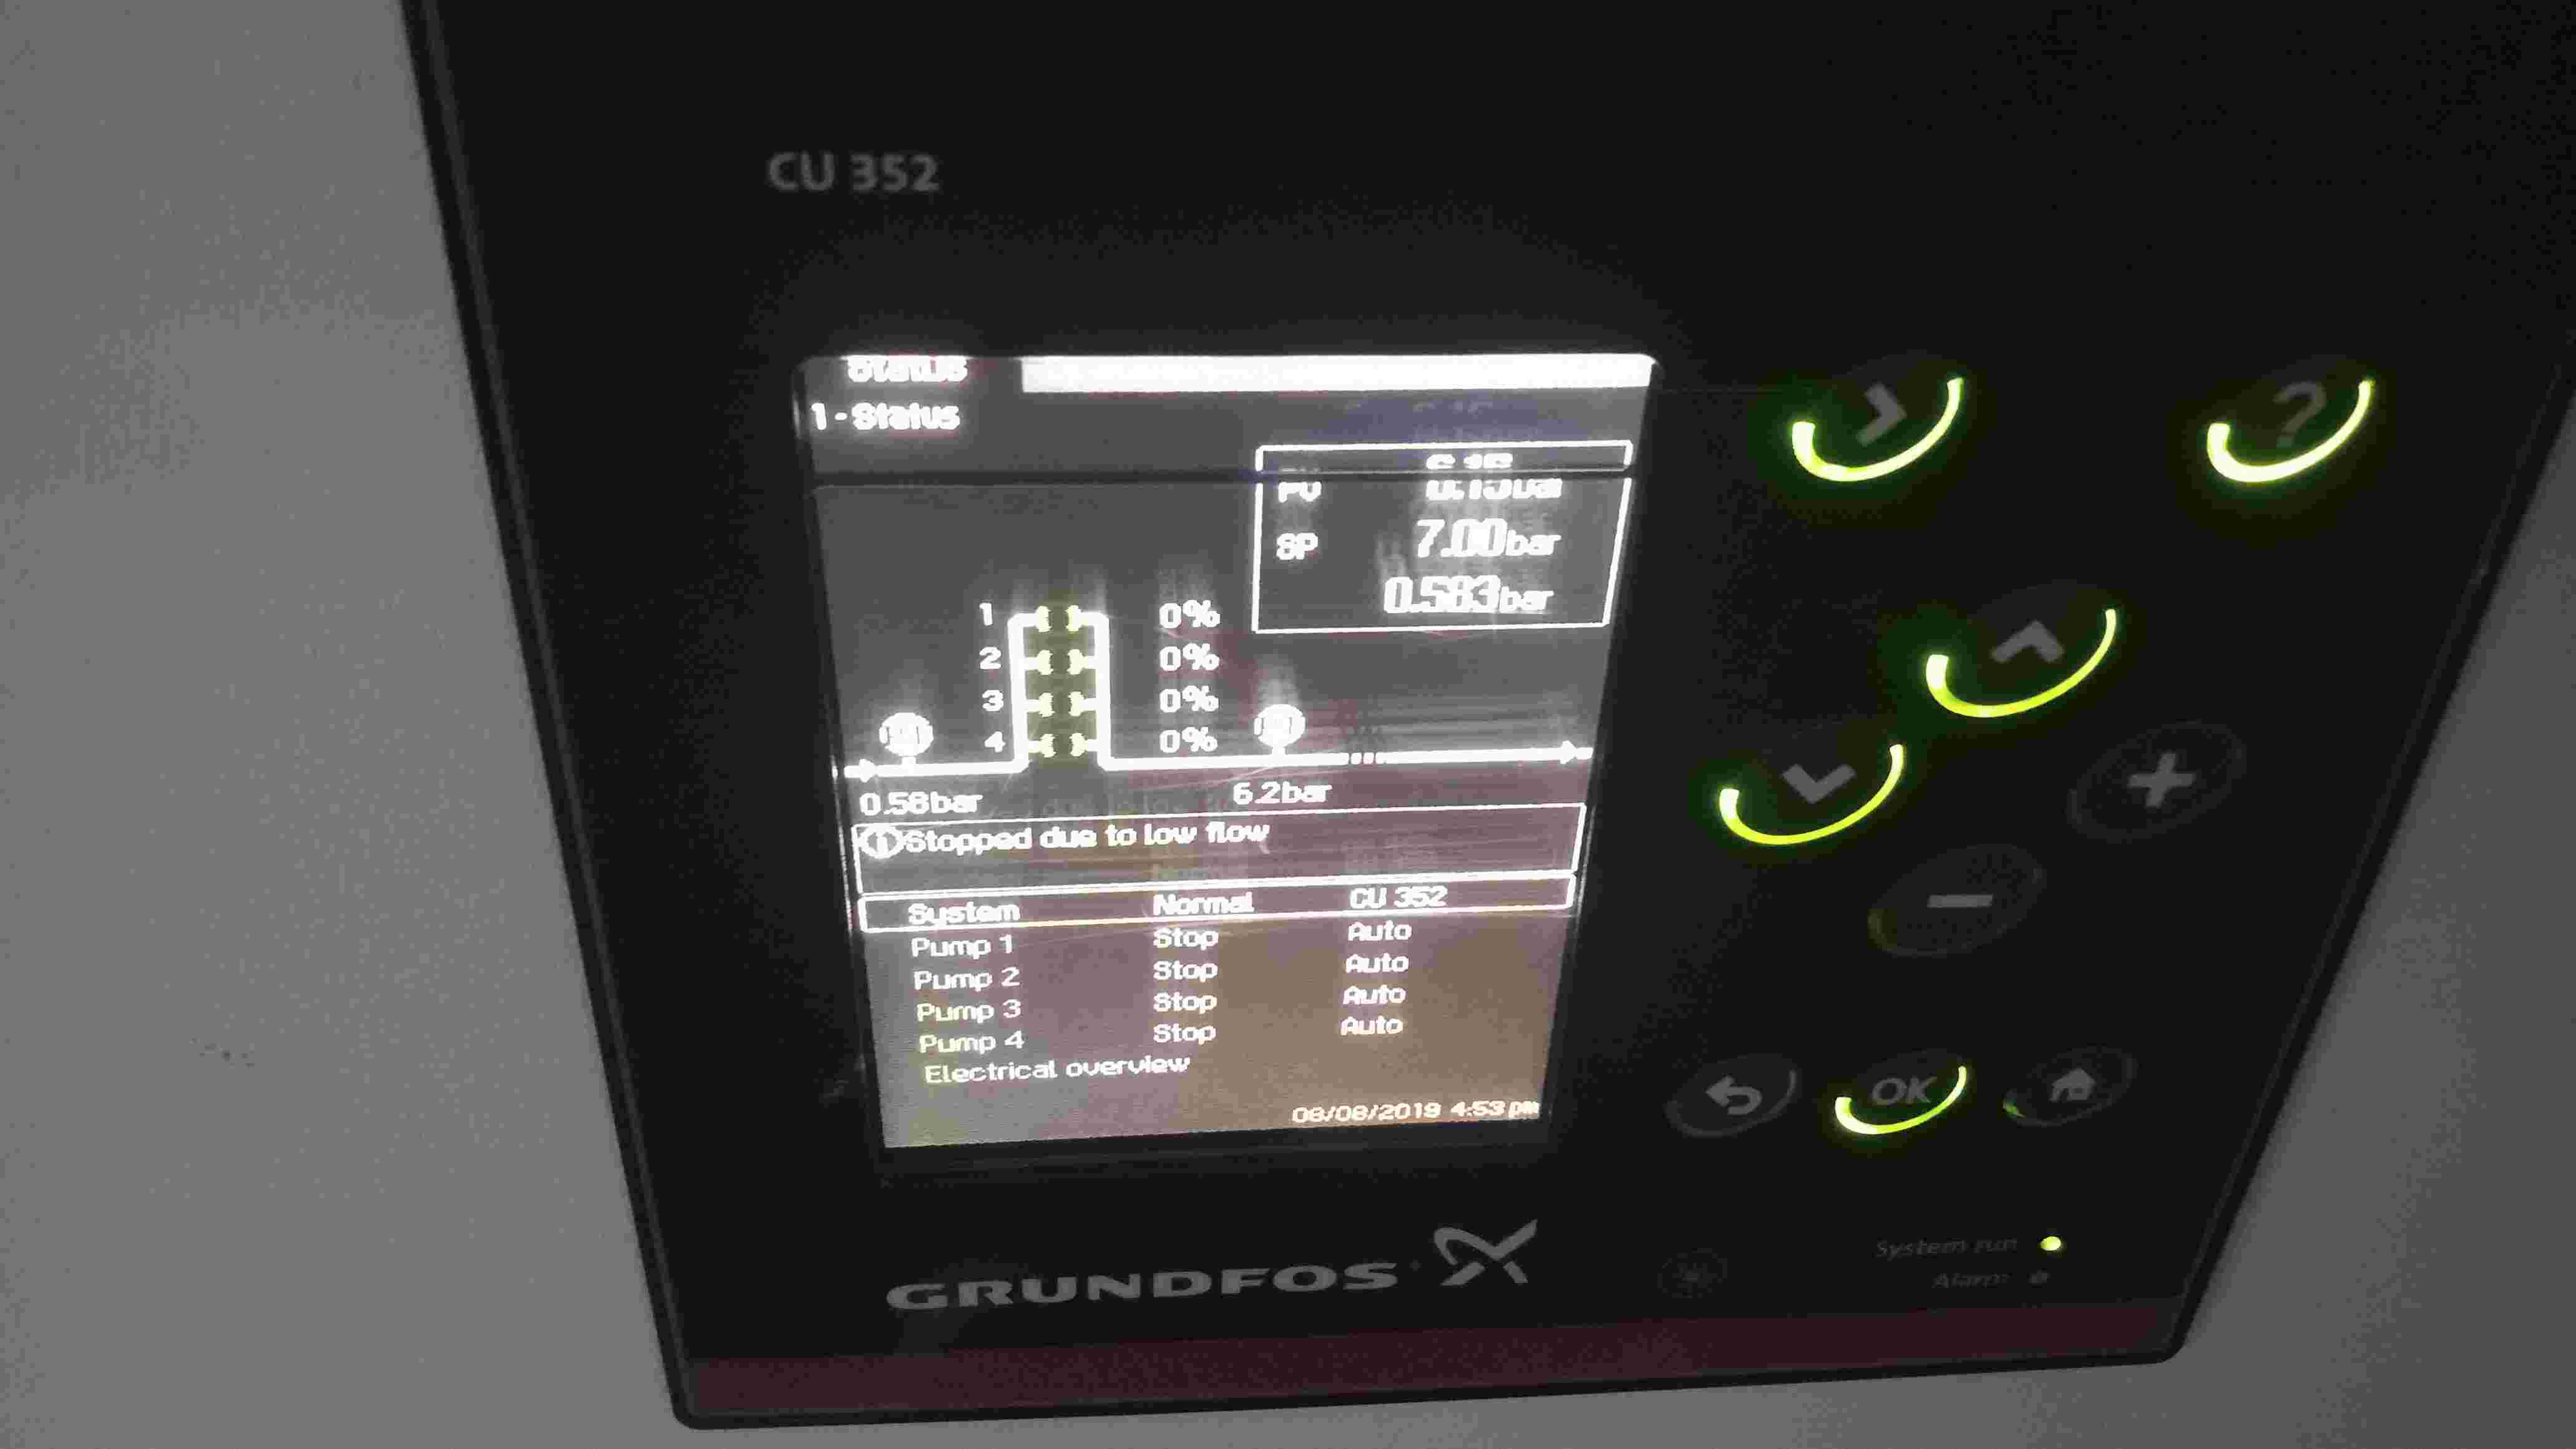 CU 352
Status
1 - Status
PV
SP 7.00bar
0.583bar
1 0%
2 0%
3 0%
4 0%
0.58bar 6.2bar
Stopped due to low flow
System Normal CU 352
Pump 1 Stop Auto
Pump 2 Stop Auto
Pump 3 Stop Auto
Pump 4 Stop Auto
Electrical overview
08/08/2019 4:53 pm
?
OK
GRUNDFOS
System run
Alarm